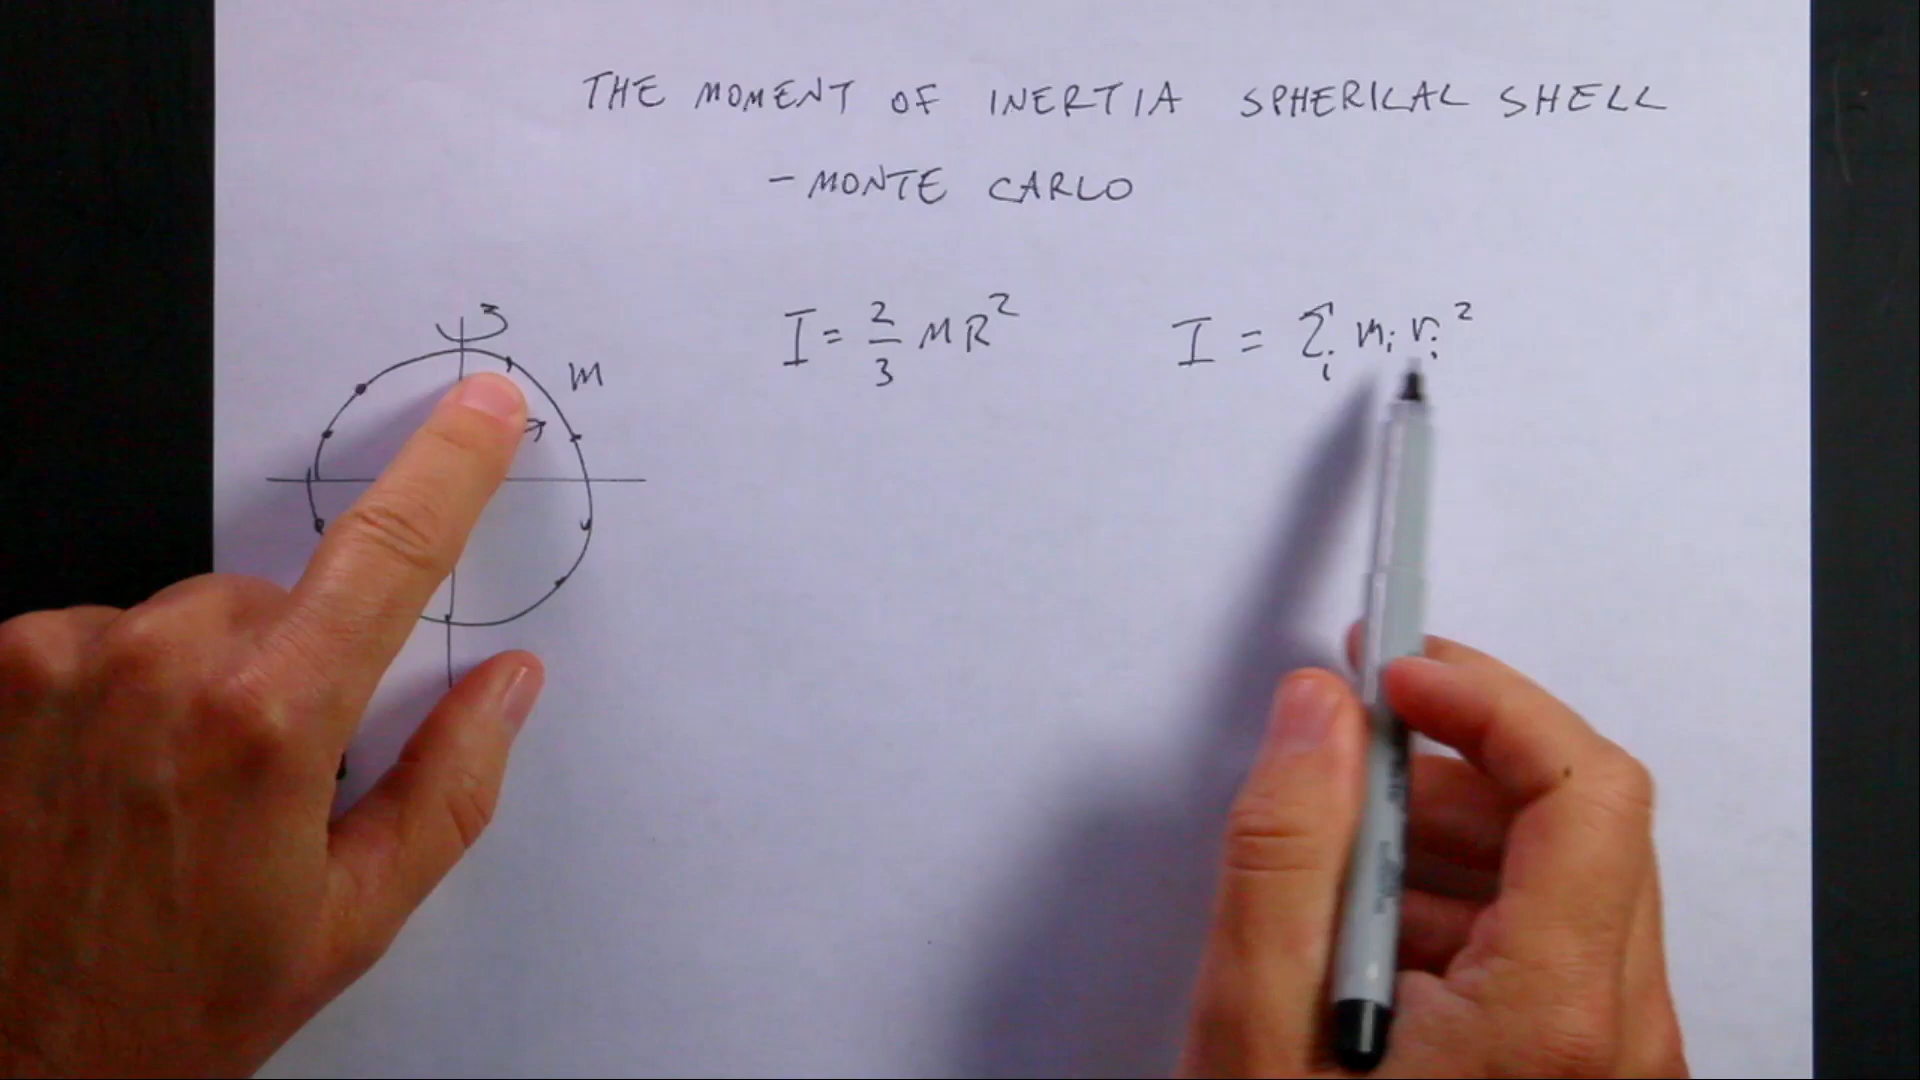 THE MOMENT OF INERTIA SPHERICAL SHELL
- MONTE CARLO
I = 2/3 MR² I = Σᵢ mᵢ rᵢ²
M